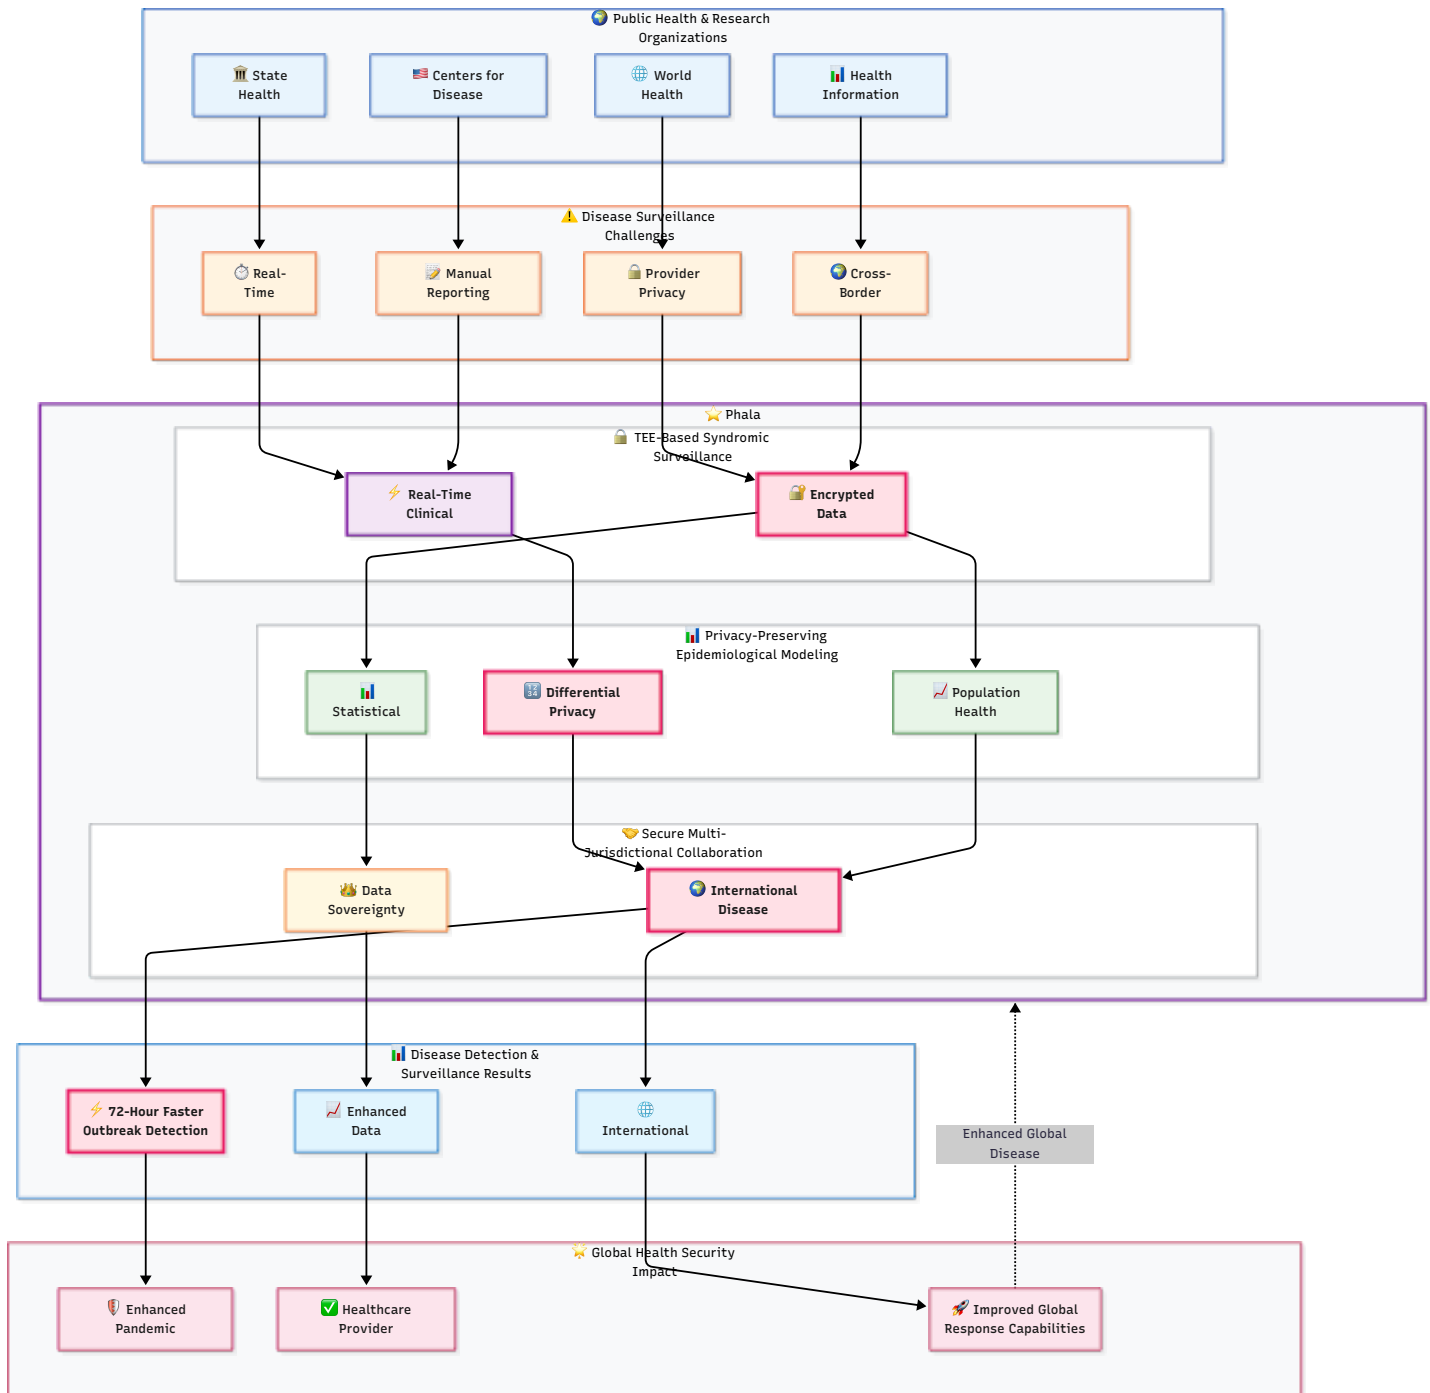 🌍 Public Health & Research
Organizations
🏛️ State
Health
🇺🇸 Centers for
Disease
🌐 World
Health
📊 Health
Information
⚠️ Disease Surveillance
Challenges
⏱️ Real-
Time
📝 Manual
Reporting
🔒 Provider
Privacy
🌍 Cross-
Border
⭐ Phala
🔒 TEE-Based Syndromic
Surveillance
⚡ Real-Time
Clinical
🔐 Encrypted
Data
📊 Privacy-Preserving
Epidemiological Modeling
📊
Statistical
🔢 Differential
Privacy
📈 Population
Health
🤝 Secure Multi-
Jurisdictional Collaboration
👑 Data
Sovereignty
🌍 International
Disease
📊 Disease Detection &
Surveillance Results
⚡ 72-Hour Faster
Outbreak Detection
📈 Enhanced
Data
🌐
International
Enhanced Global
Disease
🌟 Global Health Security
Impact
🛡️ Enhanced
Pandemic
✅ Healthcare
Provider
🚀 Improved Global
Response Capabilities